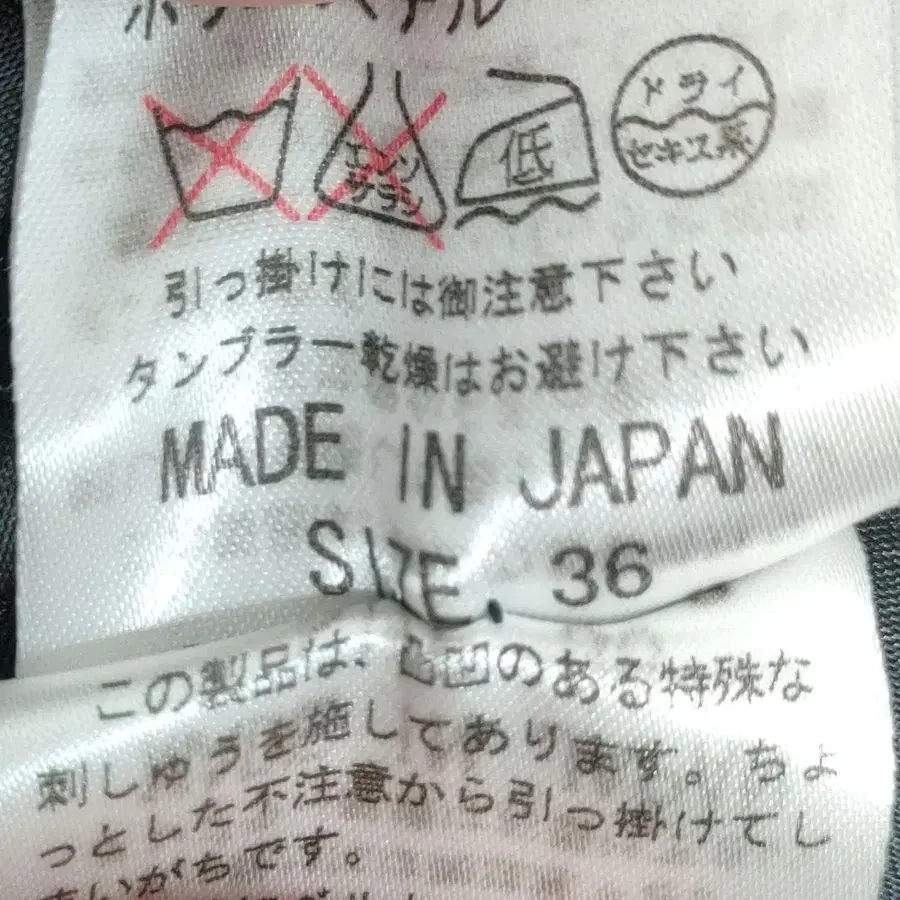 エンソ
サラシ
低
ドライ
セキユ系
引っ掛けには御注意下さい
タンブラー乾燥はお避け下さい
MADE IN JAPAN
SIZE. 36
この製品は、凸凹のある特殊な
刺しゅうを施してあります。ちょ
っとした不注意から引っ掛けてし
まいがちです。